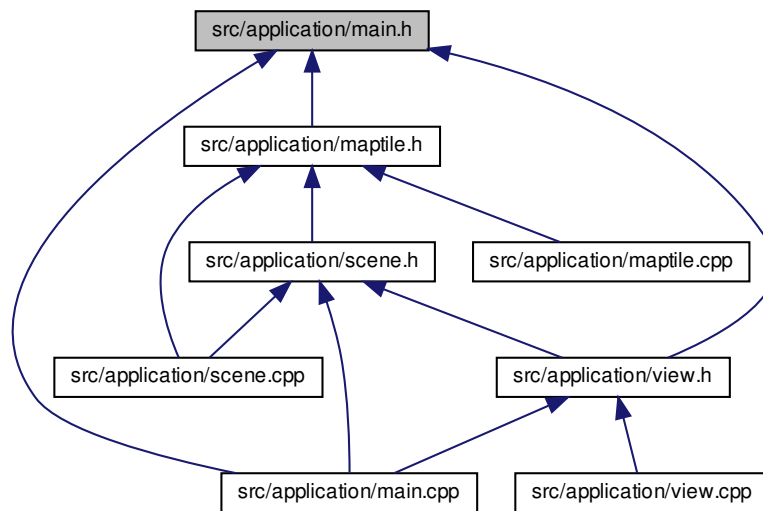 src/application/main.h
src/application/maptile.h
src/application/scene.h
src/application/maptile.cpp
src/application/scene.cpp
src/application/view.h
src/application/main.cpp
src/application/view.cpp